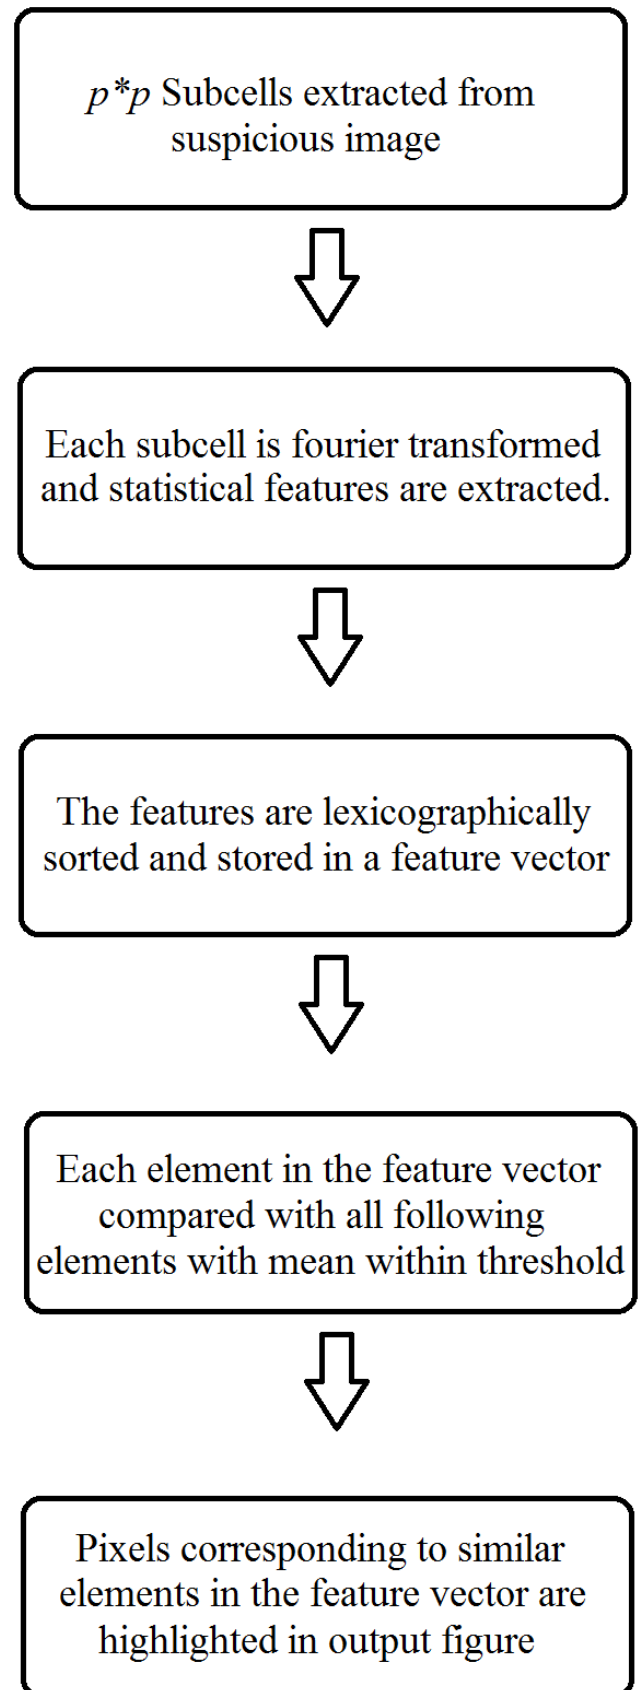 p*p Subcells extracted from
suspicious image
Each subcell is fourier transformed
and statistical features are extracted.
The features are lexicographically
sorted and stored in a feature vector
Each element in the feature vector
compared with all following
elements with mean within threshold
Pixels corresponding to similar
elements in the feature vector are
highlighted in output figure